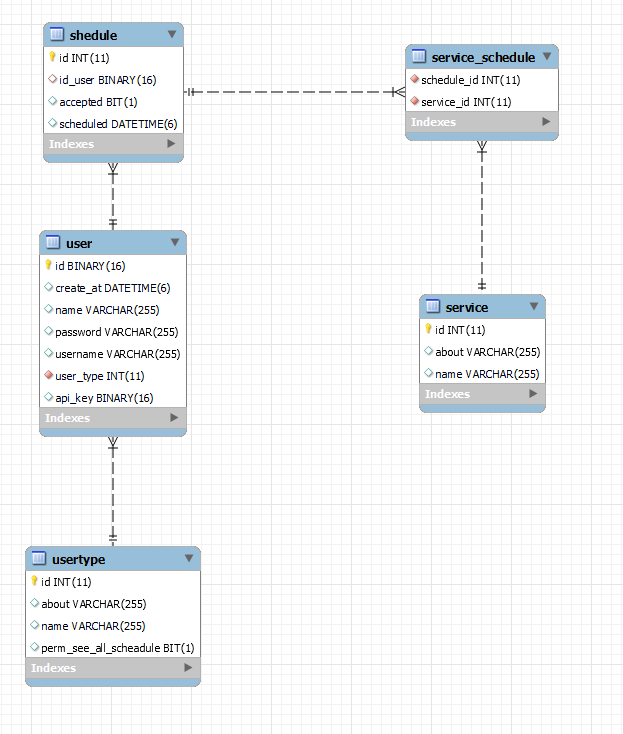 shedule
id INT(11)
id_user BINARY(16)
accepted BIT(1)
scheduled DATETIME(6)
Indexes
service_schedule
schedule_id INT(11)
service_id INT(11)
Indexes
user
id BINARY(16)
create_at DATETIME(6)
name VARCHAR(255)
password VARCHAR(255)
username VARCHAR(255)
user_type INT(11)
api_key BINARY(16)
Indexes
service
id INT(11)
about VARCHAR(255)
name VARCHAR(255)
Indexes
usertype
id INT(11)
about VARCHAR(255)
name VARCHAR(255)
perm_see_all_scheadule BIT(1)
Indexes